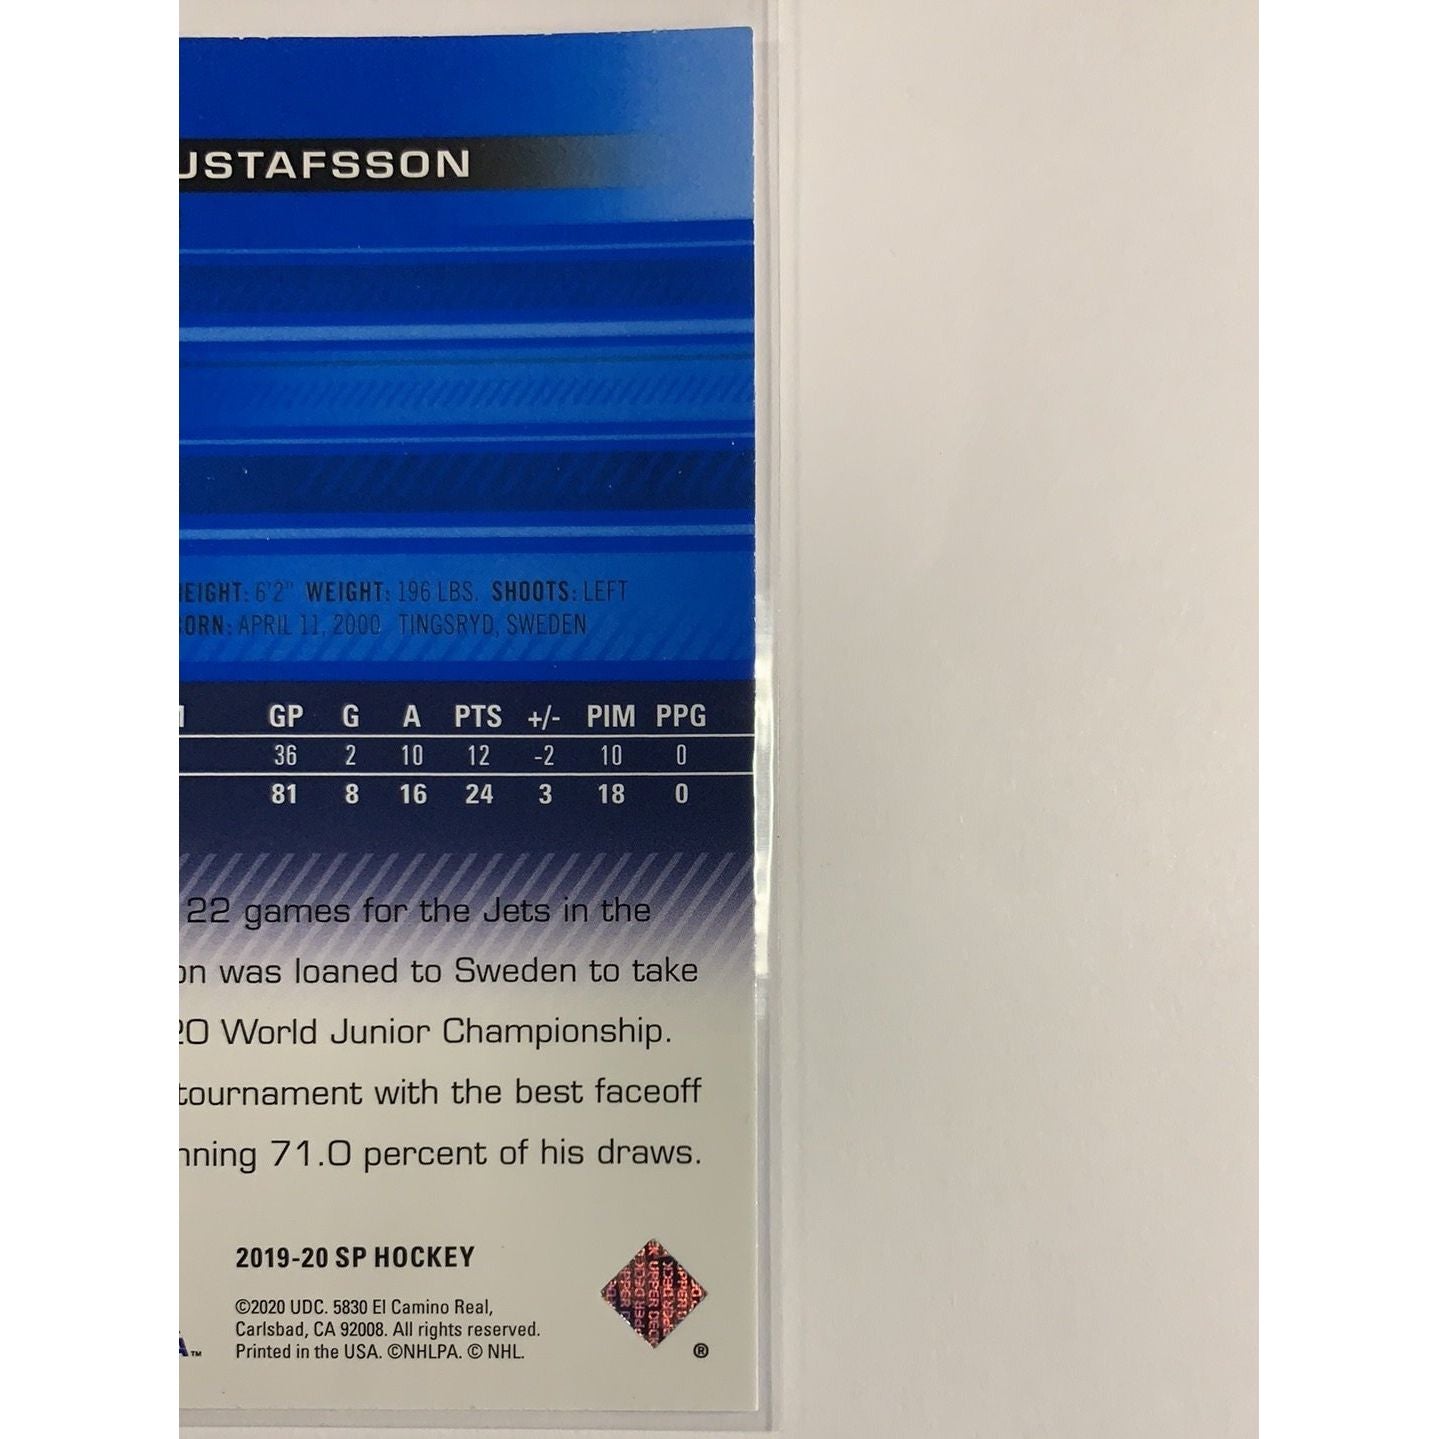 USTAFSSON
EIGHT: 6'2" WEIGHT: 196 LBS. SHOOTS: LEFT
ORN: APRIL 11, 2000 TINGSRYD, SWEDEN
GP G A PTS +/- PIM PPG
36 2 10 12 -2 10 0
81 8 16 24 3 18 0
22 games for the Jets in the
on was loaned to Sweden to take
20 World Junior Championship.
tournament with the best faceoff
nning 71.0 percent of his draws.
2019-20 SP HOCKEY
©2020 UDC. 5830 El Camino Real,
Carlsbad, CA 92008. All rights reserved.
Printed in the USA. ©NHLPA. © NHL.
UPPER DECK
®
A™